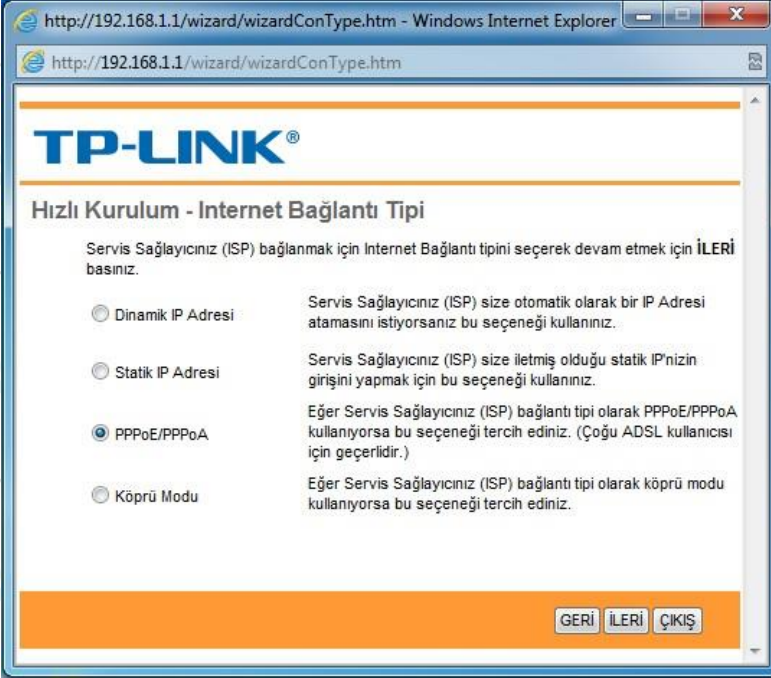 http://192.168.1.1/wizard/wizardConType.htm - Windows Internet Explorer
http://192.168.1.1/wizard/wizardConType.htm
TP-LINK®
Hızlı Kurulum - Internet Bağlantı Tipi
Servis Sağlayıcınız (ISP) bağlanmak için Internet Bağlantı tipini seçerek devam etmek için İLERİ
basınız.
Dinamik IP Adresi
Servis Sağlayıcınız (ISP) size otomatik olarak bir IP Adresi
atamasını istiyorsanız bu seçeneği kullanınız.
Statik IP Adresi
Servis Sağlayıcınız (ISP) size iletmiş olduğu statik IP'nizin
girişini yapmak için bu seçeneği kullanınız.
PPPoE/PPPoA
Eğer Servis Sağlayıcınız (ISP) bağlantı tipi olarak PPPoE/PPPoA
kullanıyorsa bu seçeneği tercih ediniz. (Çoğu ADSL kullanıcısı
için geçerlidir.)
Köprü Modu
Eğer Servis Sağlayıcınız (ISP) bağlantı tipi olarak köprü modu
kullanıyorsa bu seçeneği tercih ediniz.
GERİ İLERİ ÇIKIŞ